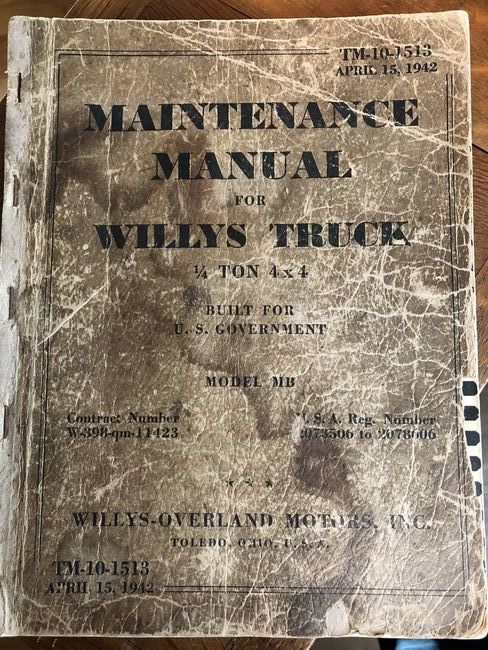 TM-10-1513
APRIL 15, 1942
MAINTENANCE
MANUAL
FOR
WILLYS TRUCK
¼ TON 4x4
BUILT FOR
U. S. GOVERNMENT
MODEL MB
Contract Number
W-398-qm-11423
U. S. A. Reg. Number
2073506 to 2078606
WILLYS-OVERLAND MOTORS, INC.
TOLEDO, OHIO, U. S. A.
TM-10-1513
APRIL 15, 1942